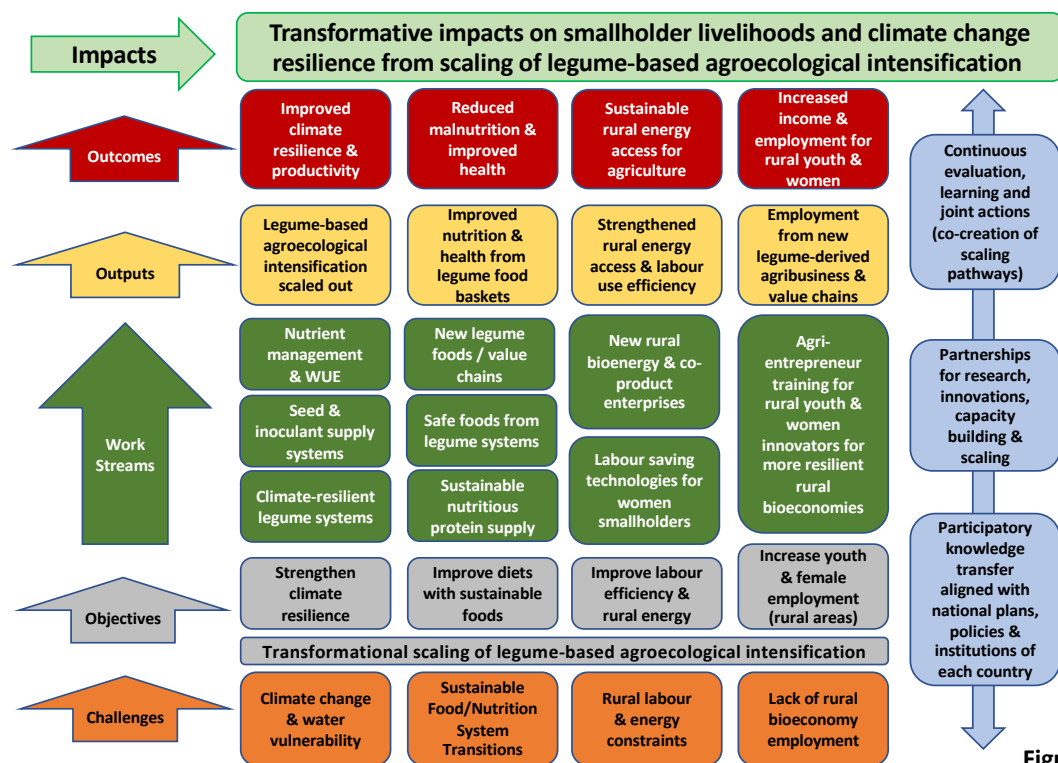 Impacts
Transformative impacts on smallholder livelihoods and climate change
resilience from scaling of legume-based agroecological intensification
Outcomes
Improved
climate
resilience &
productivity
Reduced
malnutrition &
improved
health
Sustainable
rural energy
access for
agriculture
Increased
income &
employment for
rural youth &
women
Outputs
Legume-based
agroecological
intensification
scaled out
Improved
nutrition &
health from
legume food
baskets
Strengthened
rural energy
access & labour
use efficiency
Employment
from new
legume-derived
agribusiness &
value chains
Work
Streams
Nutrient
management
& WUE
Seed &
inoculant supply
systems
Climate-resilient
legume systems
New legume
foods / value
chains
Safe foods from
legume systems
Sustainable
nutritious
protein supply
New rural
bioenergy & co-
product
enterprises
Labour saving
technologies for
women
smallholders
Agri-
entrepreneur
training for
rural youth &
women
innovators for
more resilient
rural
bioeconomies
Objectives
Strengthen
climate
resilience
Improve diets
with sustainable
foods
Improve labour
efficiency &
rural energy
Increase youth
& female
employment
(rural areas)
Transformational scaling of legume-based agroecological intensification
Challenges
Climate change
& water
vulnerability
Sustainable
Food/Nutrition
System
Transitions
Rural labour
& energy
constraints
Lack of rural
bioeconomy
employment
Continuous
evaluation,
learning and
joint actions
(co-creation of
scaling
pathways)
Partnerships
for research,
innovations,
capacity
building &
scaling
Participatory
knowledge
transfer
aligned with
national plans,
policies &
institutions of
each country
Figu